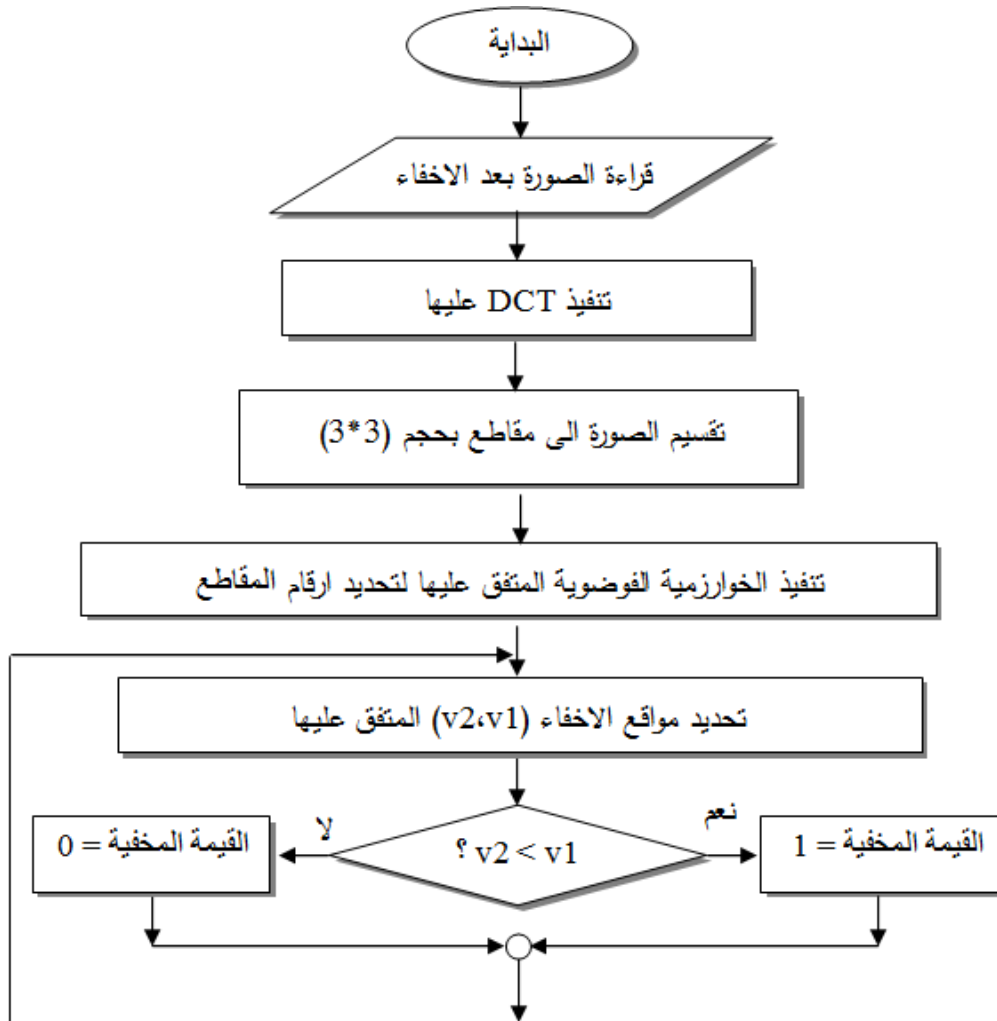 البداية
قراءة الصورة بعد الاخفاء
تنفيذ DCT عليها
تقسيم الصورة الى مقاطع بحجم (3*3)
تنفيذ الخوارزمية الفوضوية المتفق عليها لتحديد ارقام المقاطع
تحديد مواقع الاخفاء (v2،v1) المتفق عليها
نعم
لا
v2 < v1 ؟
القيمة المخفية = 1
القيمة المخفية = 0